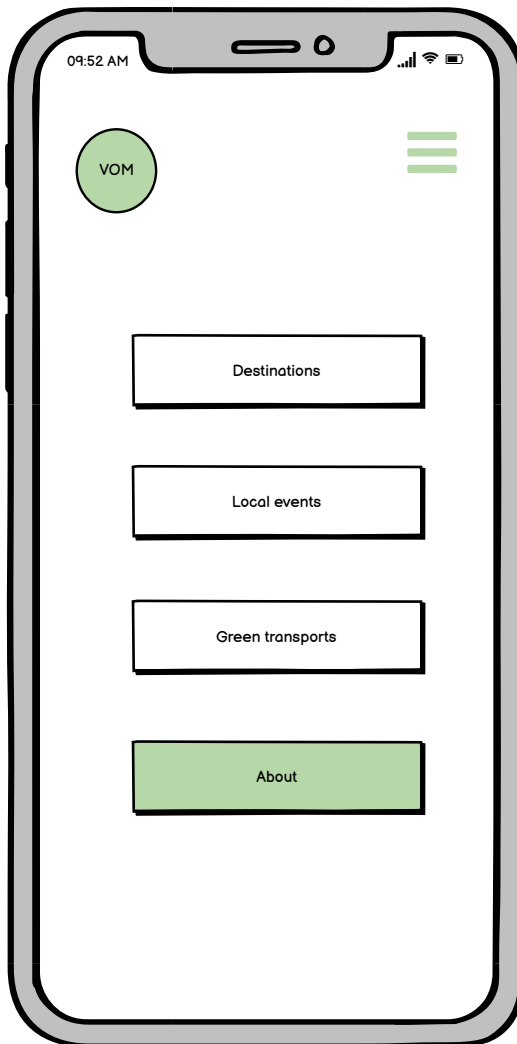 09:52 AM
VOM
Destinations
Local events
Green transports
About